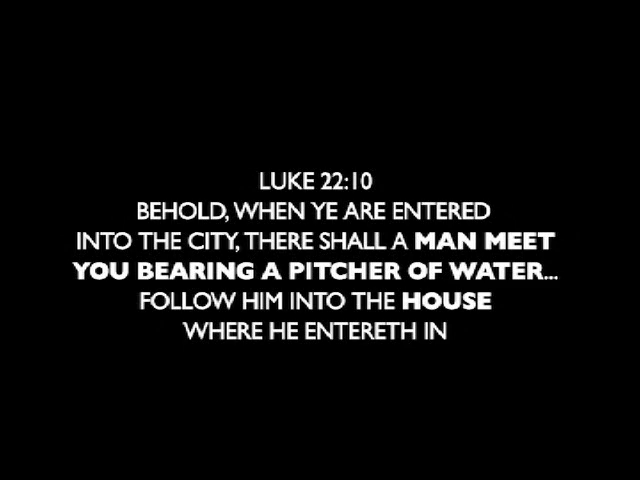 LUKE 22:10
BEHOLD, WHEN YE ARE ENTERED
INTO THE CITY, THERE SHALL A MAN MEET
YOU BEARING A PITCHER OF WATER...
FOLLOW HIM INTO THE HOUSE
WHERE HE ENTERETH IN